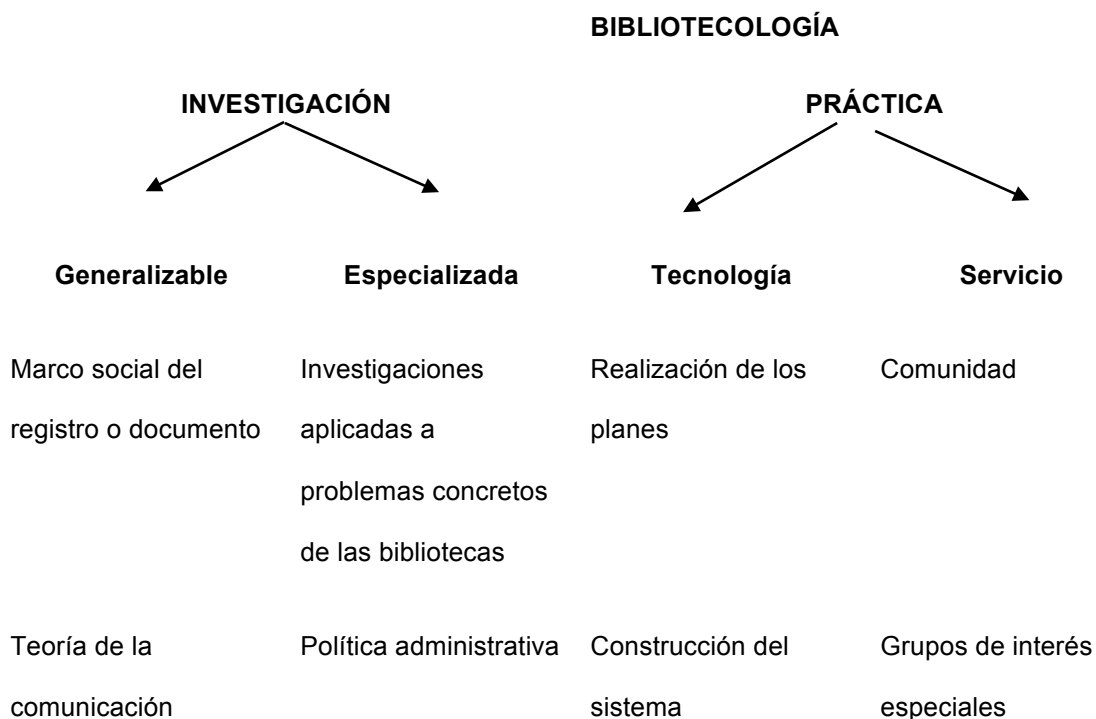 BIBLIOTECOLOGÍA
INVESTIGACIÓN
PRÁCTICA
Generalizable
Especializada
Tecnología
Servicio
Marco social del
registro o documento
Investigaciones
aplicadas a
problemas concretos
de las bibliotecas
Realización de los
planes
Comunidad
Teoría de la
comunicación
Política administrativa
Construcción del
sistema
Grupos de interés
especiales